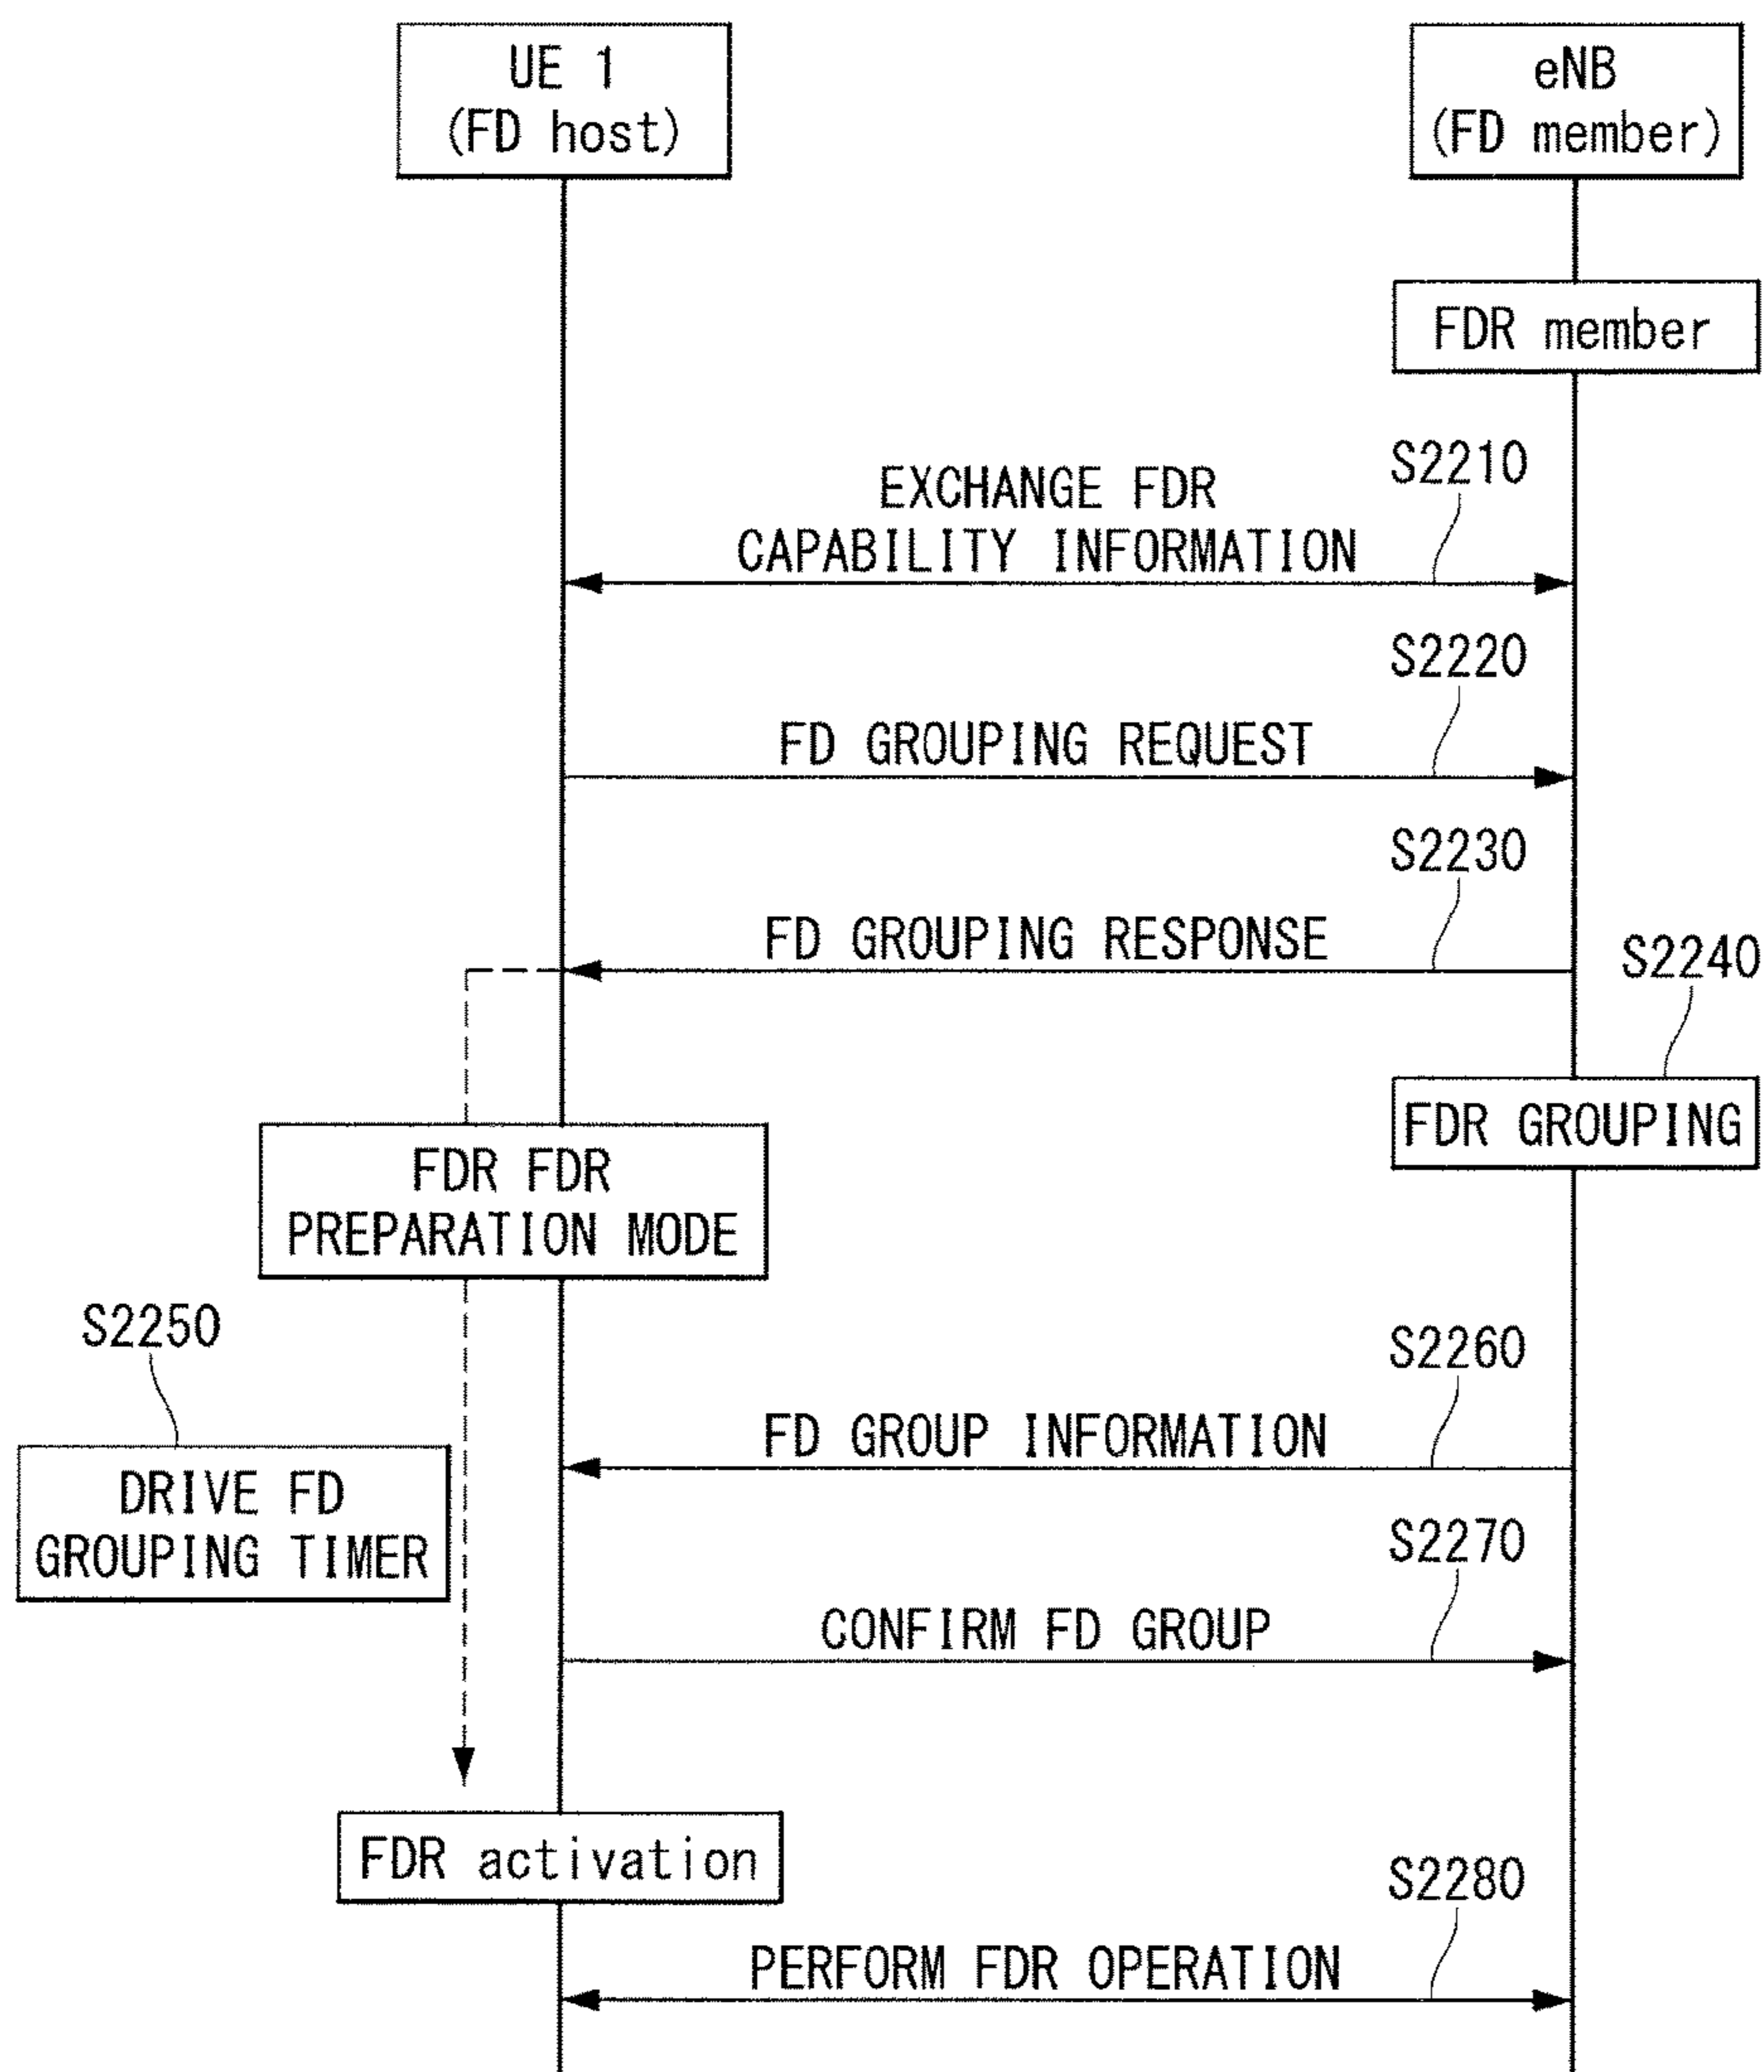 UE 1
(FD host)
eNB
(FD member)
FDR member
S2210
EXCHANGE FDR
CAPABILITY INFORMATION
S2220
FD GROUPING REQUEST
S2230
FD GROUPING RESPONSE
S2240
FDR GROUPING
FDR FDR
PREPARATION MODE
S2250
DRIVE FD
GROUPING TIMER
S2260
FD GROUP INFORMATION
S2270
CONFIRM FD GROUP
FDR activation
S2280
PERFORM FDR OPERATION